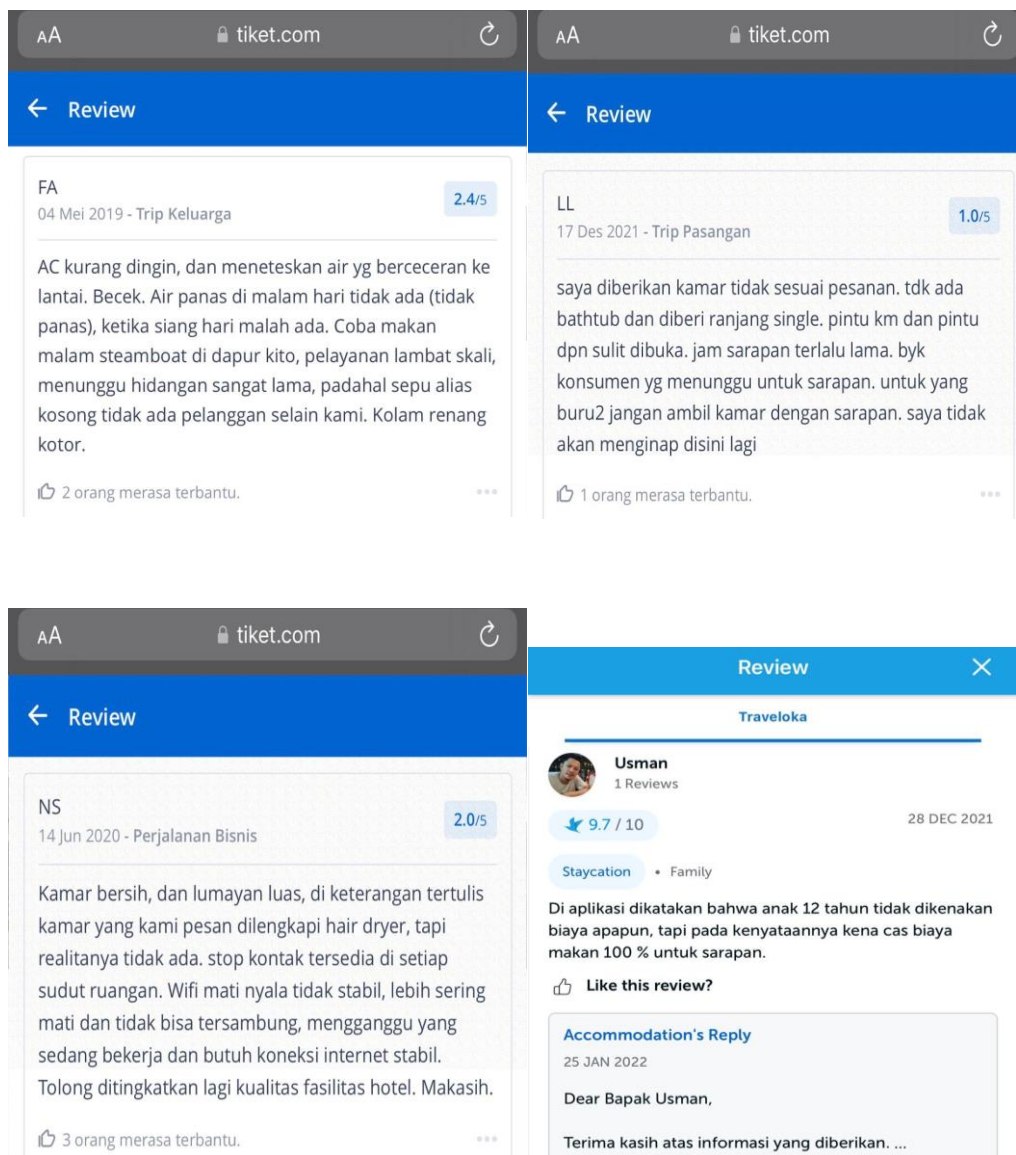 AA tiket.com
Review
FA
2.4/5
04 Mei 2019 - Trip Keluarga
AC kurang dingin, dan meneteskan air yg berceceran ke
lantai. Becek. Air panas di malam hari tidak ada (tidak
panas), ketika siang hari malah ada. Coba makan
malam steamboat di dapur kito, pelayanan lambat skali,
menunggu hidangan sangat lama, padahal sepu alias
kosong tidak ada pelanggan selain kami. Kolam renang
kotor.
2 orang merasa terbantu.
AA tiket.com
Review
LL
1.0/5
17 Des 2021 - Trip Pasangan
saya diberikan kamar tidak sesuai pesanan. tdk ada
bathtub dan diberi ranjang single. pintu km dan pintu
dpn sulit dibuka. jam sarapan terlalu lama. byk
konsumen yg menunggu untuk sarapan. untuk yang
buru2 jangan ambil kamar dengan sarapan. saya tidak
akan menginap disini lagi
1 orang merasa terbantu.
AA tiket.com
Review
NS
2.0/5
14 Jun 2020 - Perjalanan Bisnis
Kamar bersih, dan lumayan luas, di keterangan tertulis
kamar yang kami pesan dilengkapi hair dryer, tapi
realitanya tidak ada. stop kontak tersedia di setiap
sudut ruangan. Wifi mati nyala tidak stabil, lebih sering
mati dan tidak bisa tersambung, mengganggu yang
sedang bekerja dan butuh koneksi internet stabil.
Tolong ditingkatkan lagi kualitas fasilitas hotel. Makasih.
3 orang merasa terbantu.
Review
Traveloka
Usman
1 Reviews
9.7 / 10
28 DEC 2021
Staycation • Family
Di aplikasi dikatakan bahwa anak 12 tahun tidak dikenakan
biaya apapun, tapi pada kenyataannya kena cas biaya
makan 100 % untuk sarapan.
Like this review?
Accommodation's Reply
25 JAN 2022
Dear Bapak Usman,
Terima kasih atas informasi yang diberikan. ...